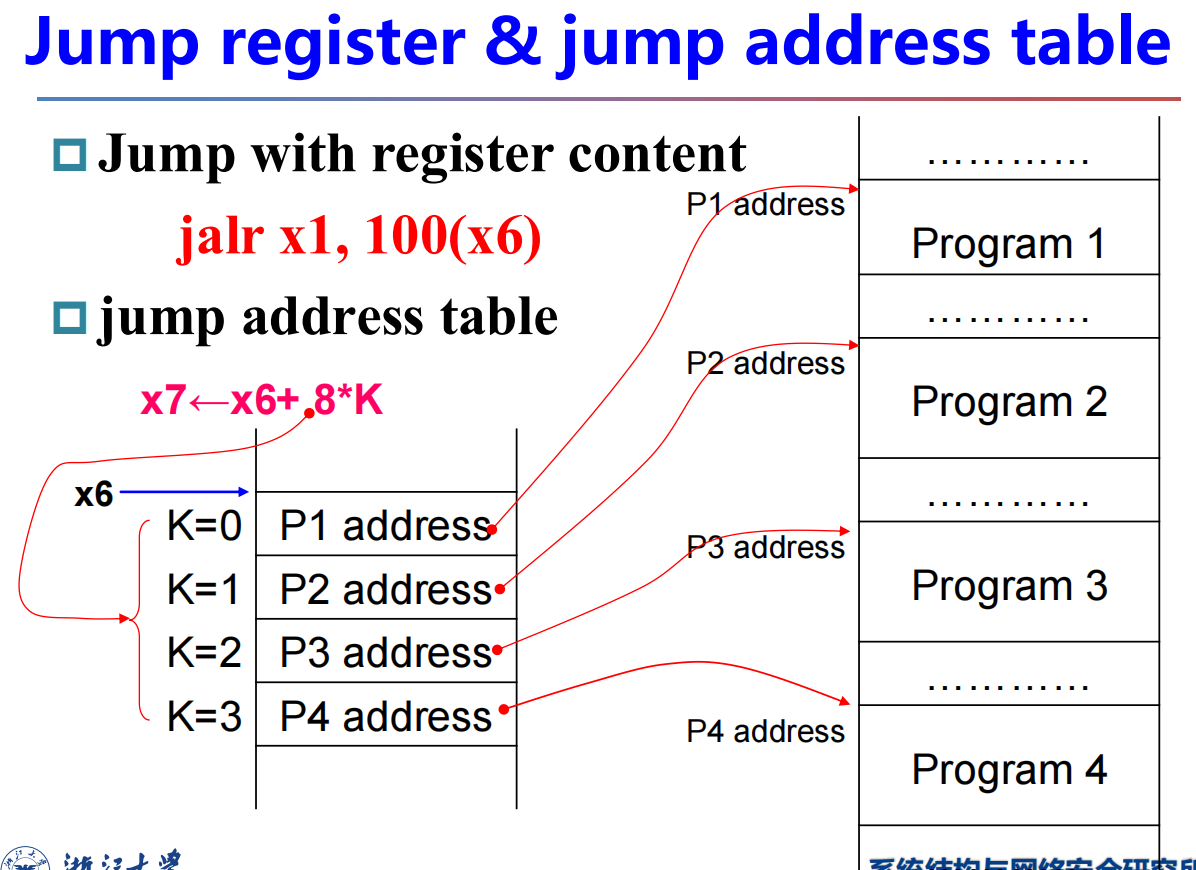 Jump register & jump address table
Jump with register content
jalr x1, 100(x6)
jump address table
x7←x6+ 8*K
x6
K=0 P1 address
K=1 P2 address
K=2 P3 address
K=3 P4 address
…………
P1 address
Program 1
…………
P2 address
Program 2
…………
P3 address
Program 3
…………
P4 address
Program 4
浙江大学
系统结构与网络安全研究所